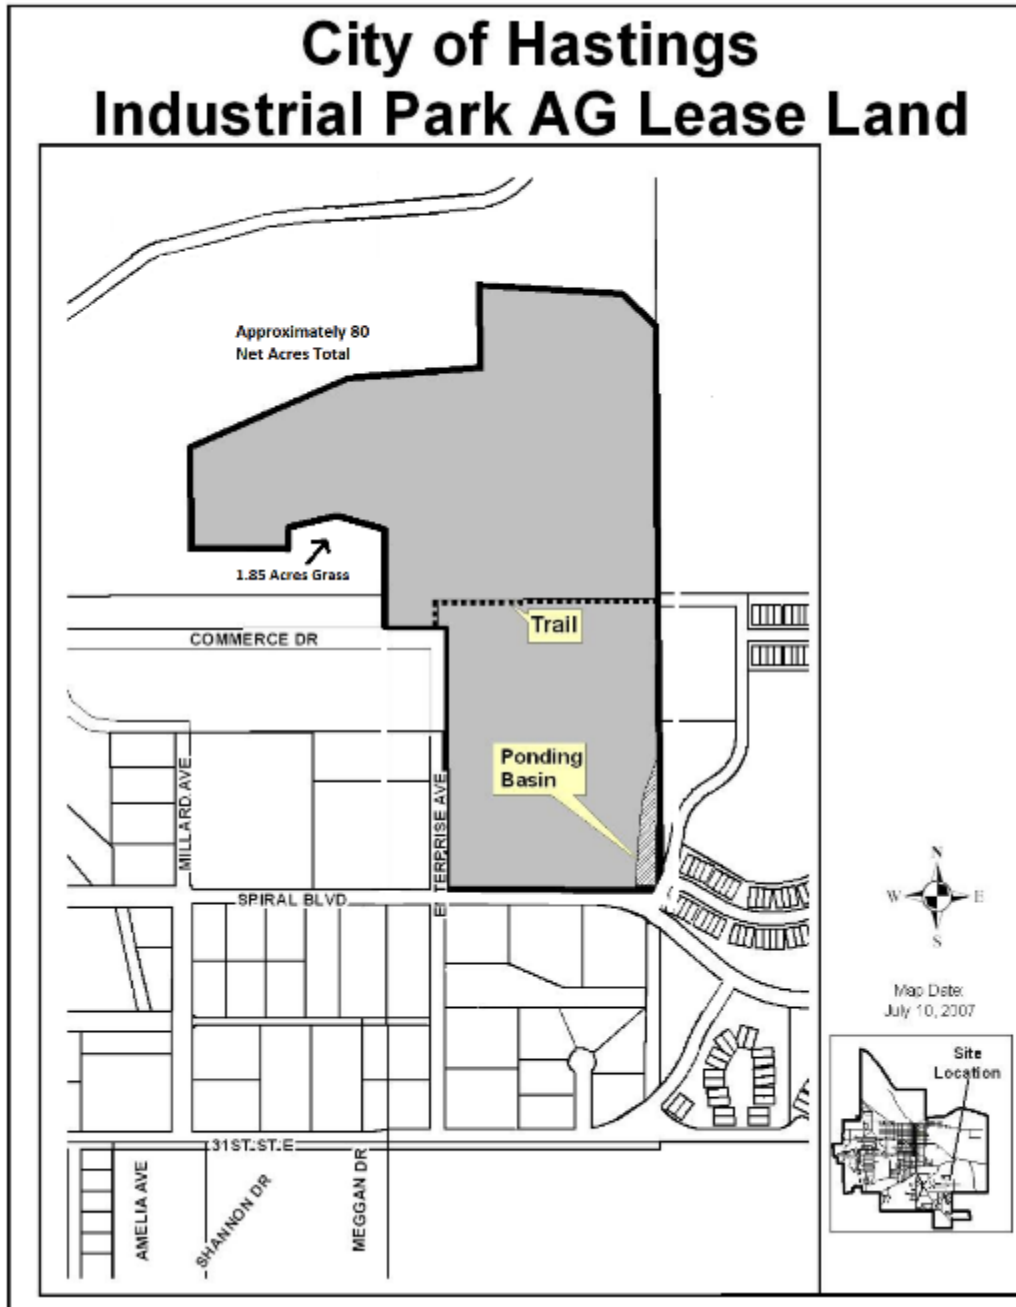 City of Hastings
Industrial Park AG Lease Land
Approximately 80
Net Acres Total
1.85 Acres Grass
Trail
COMMERCE DR
Ponding
Basin
MILLARD AVE
ENTERPRISE AVE
SPIRAL BLVD
N
W
E
S
Map Date:
July 10, 2007
Site
Location
31ST ST E
AMELIA AVE
SHANNON DR
MEGGAN DR